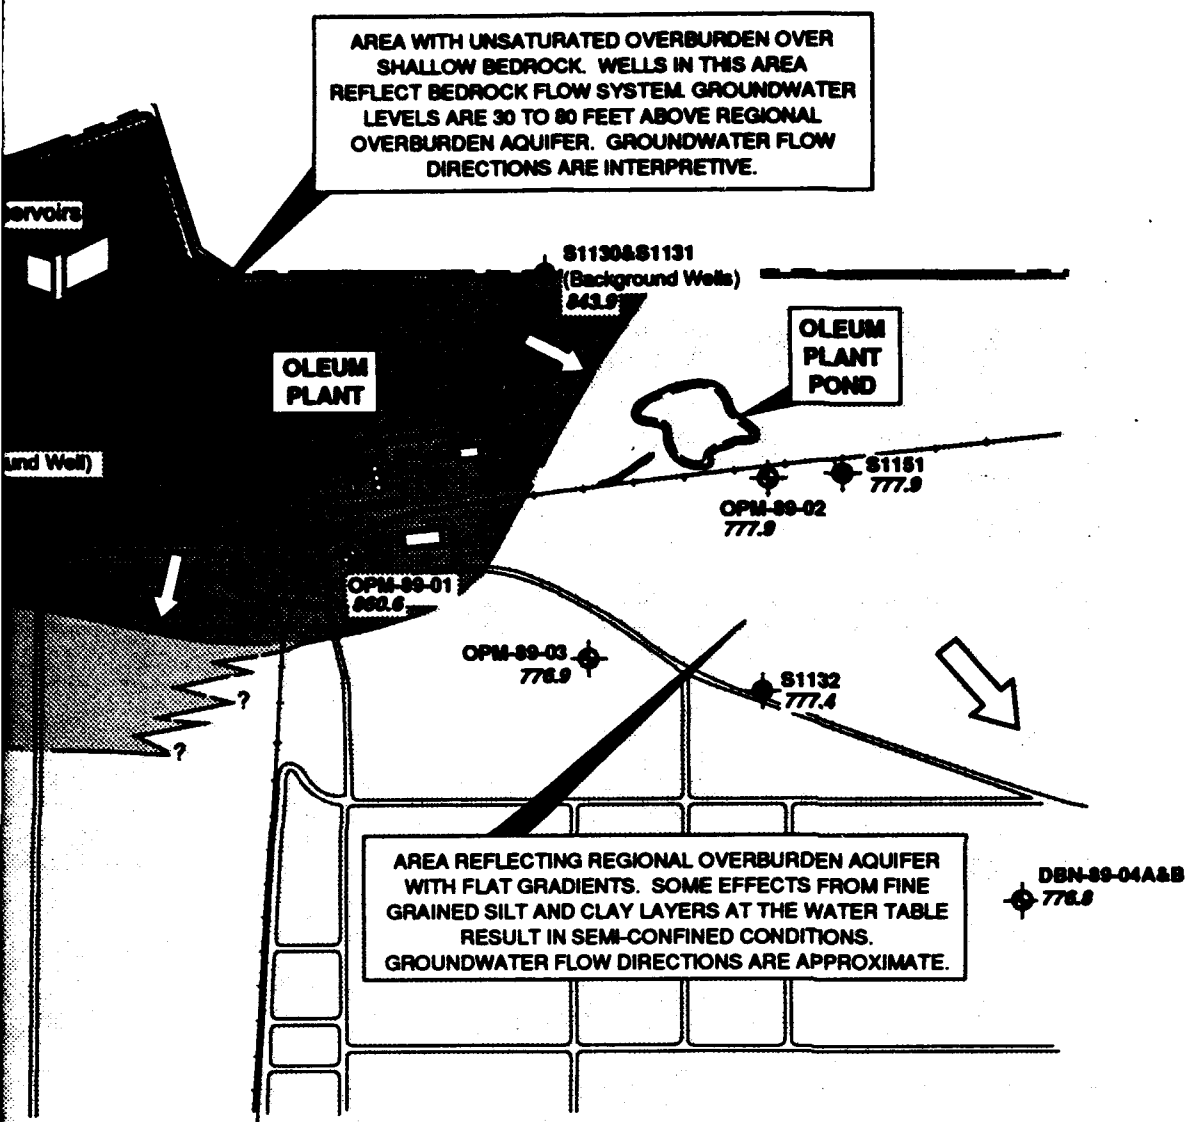 AREA WITH UNSATURATED OVERBURDEN OVER
SHALLOW BEDROCK. WELLS IN THIS AREA
REFLECT BEDROCK FLOW SYSTEM. GROUNDWATER
LEVELS ARE 30 TO 80 FEET ABOVE REGIONAL
OVERBURDEN AQUIFER. GROUNDWATER FLOW
DIRECTIONS ARE INTERPRETIVE.
ervoirs
S1130&S1131
(Background Wells)
843.9
OLEUM
PLANT
POND
OLEUM
PLANT
und Well)
S1151
777.9
OPM-89-02
777.9
OPM-89-01
860.6
OPM-89-03
776.9
S1132
777.4
?
?
AREA REFLECTING REGIONAL OVERBURDEN AQUIFER
WITH FLAT GRADIENTS. SOME EFFECTS FROM FINE
GRAINED SILT AND CLAY LAYERS AT THE WATER TABLE
RESULT IN SEMI-CONFINED CONDITIONS.
GROUNDWATER FLOW DIRECTIONS ARE APPROXIMATE.
DBN-89-04A&B
776.8